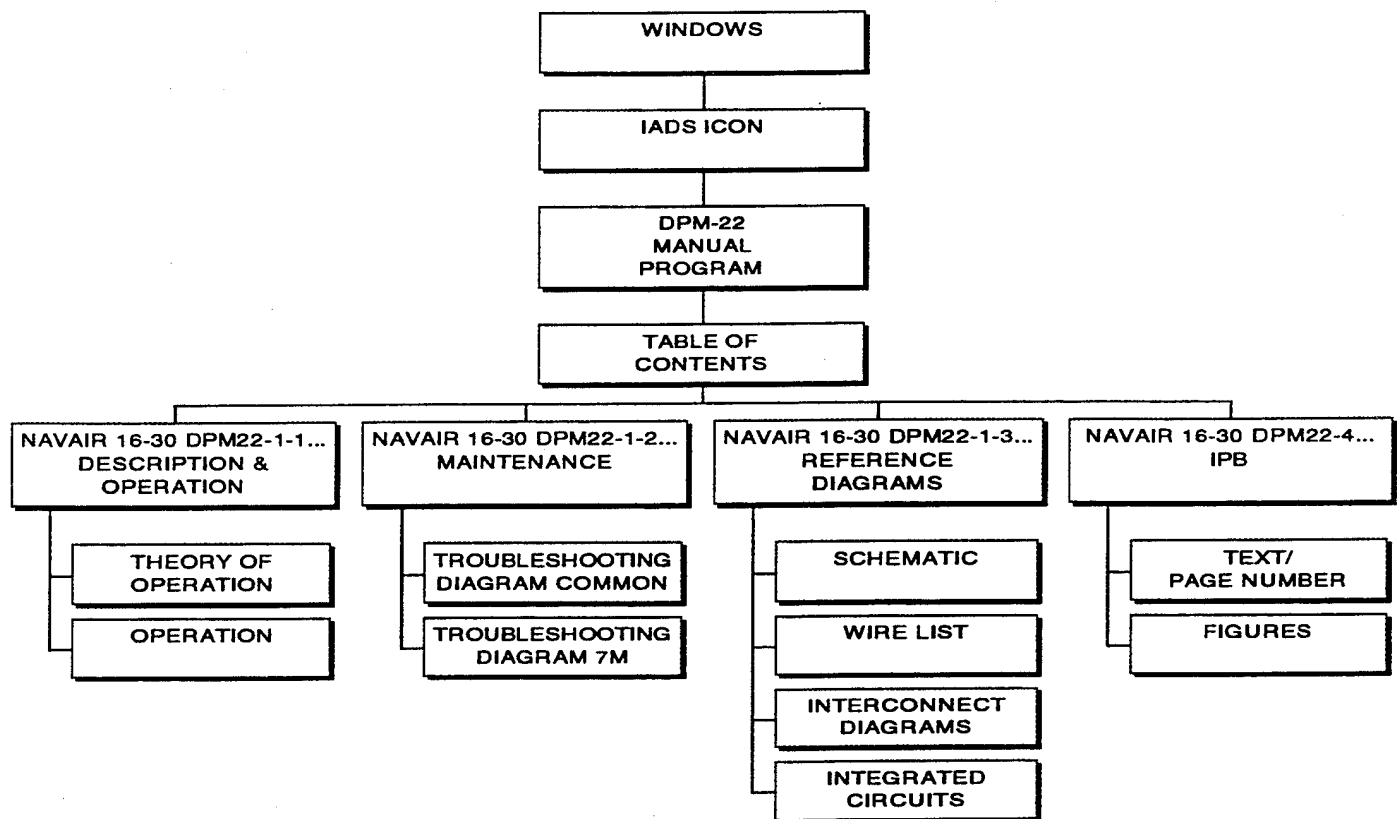 WINDOWS
IADS ICON
DPM-22
MANUAL
PROGRAM
TABLE OF
CONTENTS
NAVAIR 16-30 DPM22-1-1...
DESCRIPTION &
OPERATION
THEORY OF
OPERATION
OPERATION
NAVAIR 16-30 DPM22-1-2...
MAINTENANCE
TROUBLESHOOTING
DIAGRAM COMMON
TROUBLESHOOTING
DIAGRAM 7M
NAVAIR 16-30 DPM22-1-3...
REFERENCE
DIAGRAMS
SCHEMATIC
WIRE LIST
INTERCONNECT
DIAGRAMS
INTEGRATED
CIRCUITS
NAVAIR 16-30 DPM22-4...
IPB
TEXT/
PAGE NUMBER
FIGURES